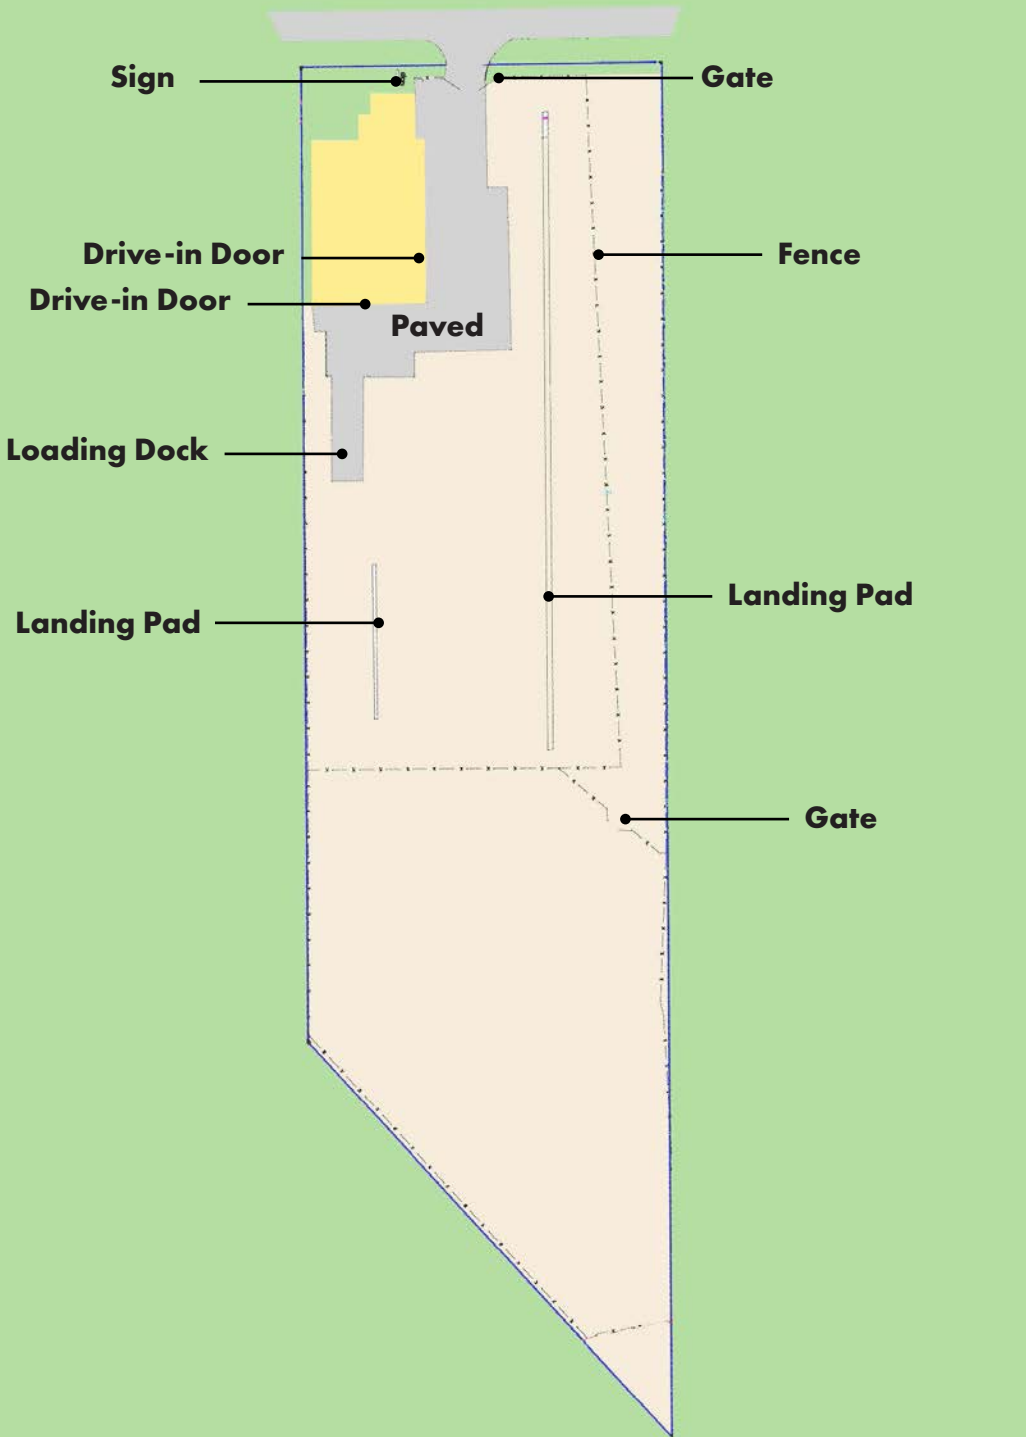 Sign
Gate
Drive-in Door
Fence
Drive-in Door
Paved
Loading Dock
Landing Pad
Landing Pad
Gate